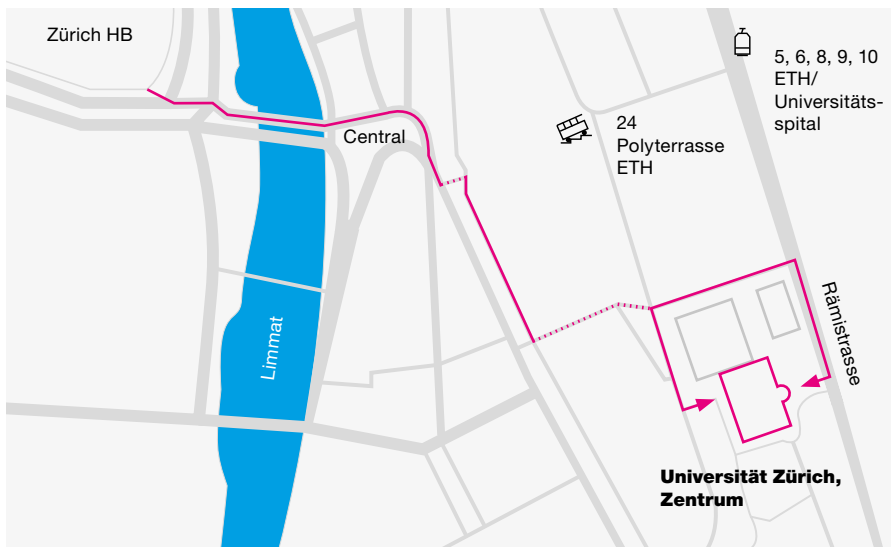 Zürich HB
5, 6, 8, 9, 10
ETH/
Universitäts-
spital
24
Polyterrasse
ETH
Central
Limmat
Rämistrasse
Universität Zürich,
Zentrum